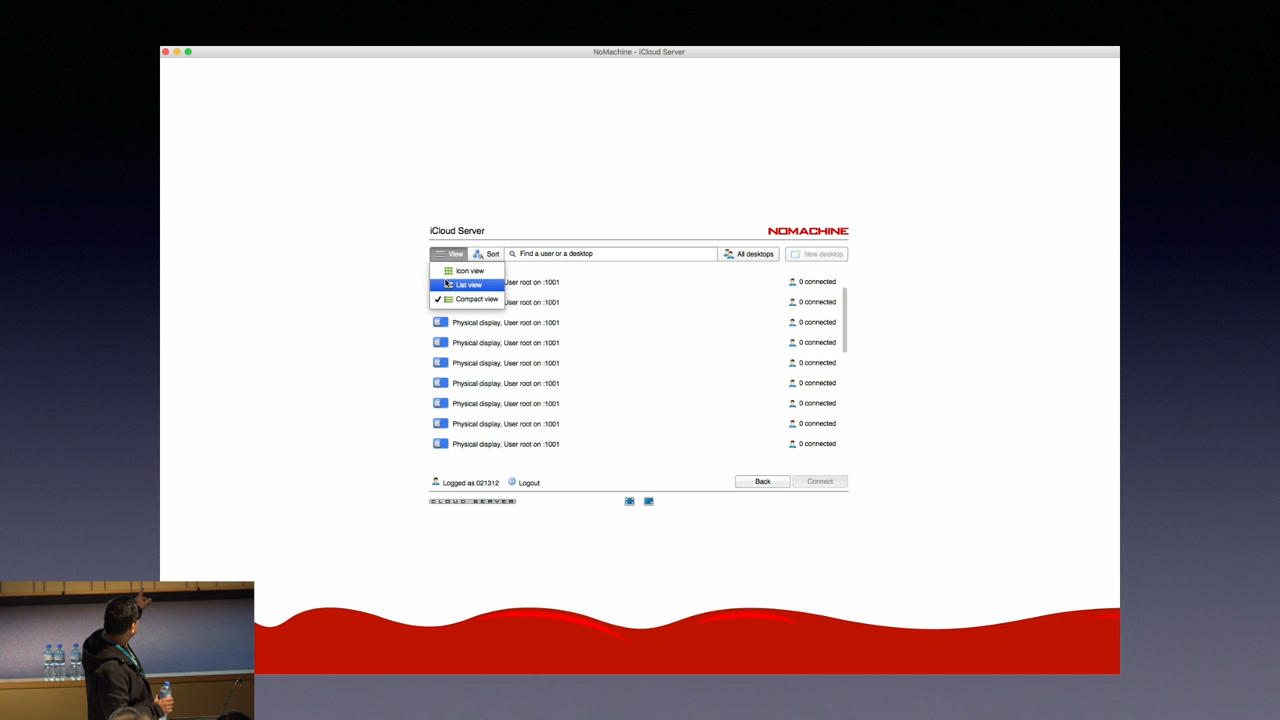 NoMachine - iCloud Server
iCloud Server
NOMACHINE
View
Sort
Find a user or a desktop
All desktops
New desktop
Icon view
List view
Compact view
User root on :1001
0 connected
User root on :1001
0 connected
Physical display, User root on :1001
0 connected
Physical display, User root on :1001
0 connected
Physical display, User root on :1001
0 connected
Physical display, User root on :1001
0 connected
Physical display, User root on :1001
0 connected
Physical display, User root on :1001
0 connected
Physical display, User root on :1001
0 connected
Logged as 021312
Logout
Back
Connect
CLOUD SERVER